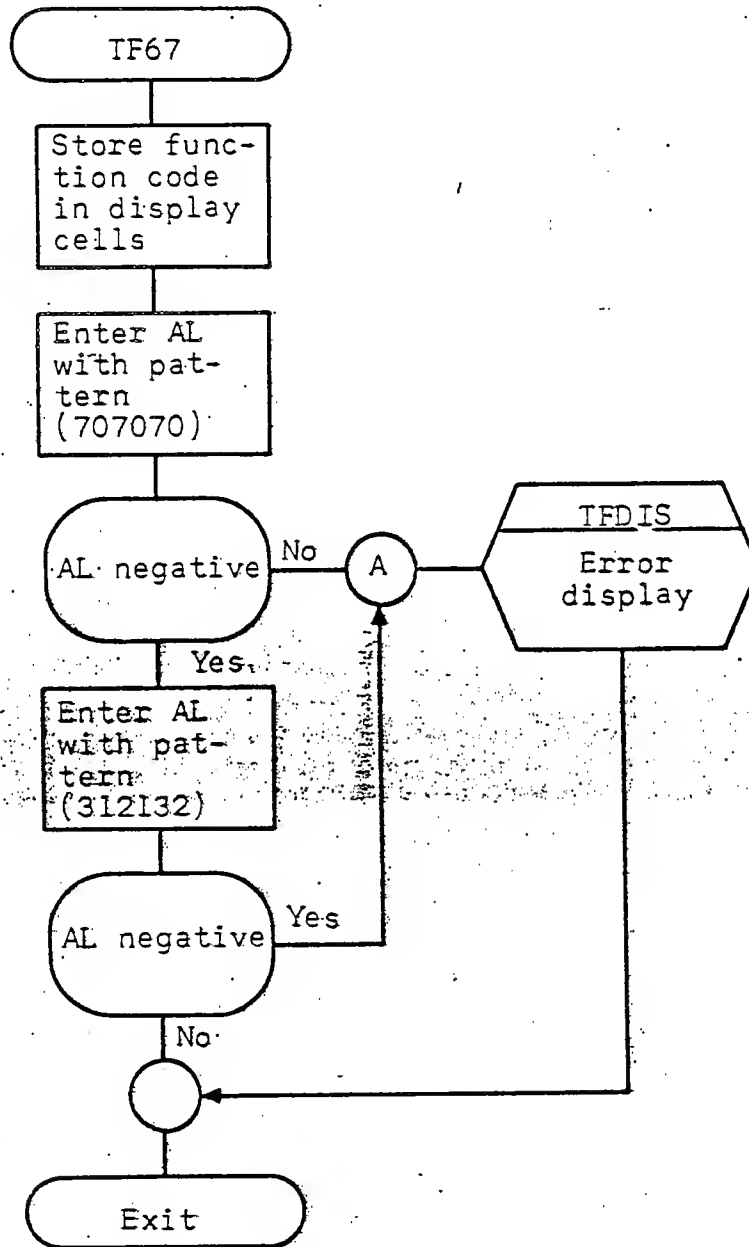 TF67
Store func-
tion code
in display
cells
Enter AL
with pat-
tern
(707070)
AL negative
No
A
TFDIS
Error
display
Yes
Enter AL
with pat-
tern
(312132)
AL negative
Yes
No
Exit